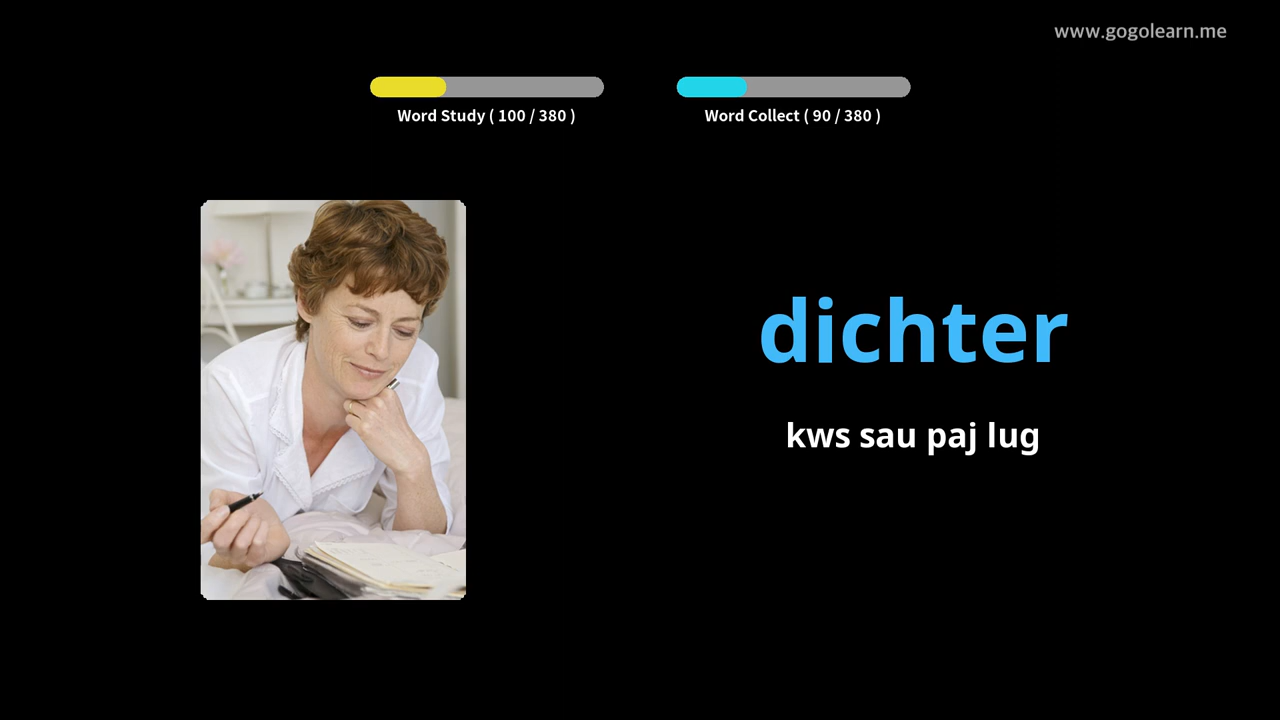 www.gogolearn.me
Word Study ( 100 / 380 )
Word Collect ( 90 / 380 )
dichter
kws sau paj lug